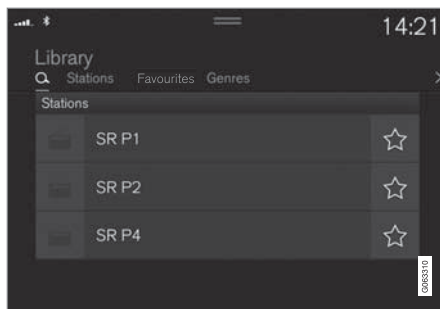 14:21
Library
Stations Favourites Genres
Stations
SR P1
SR P2
SR P4
G063310